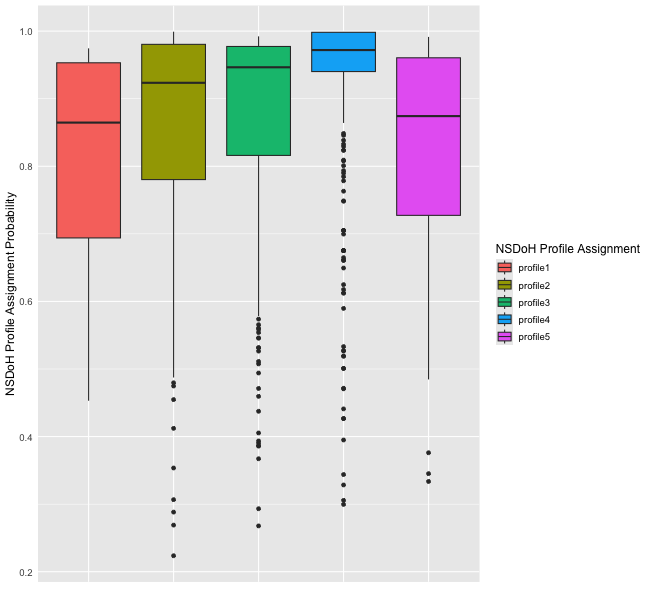 NSDoH Profile Assignment Probability
1.0
0.8
0.6
0.4
0.2
NSDoH Profile Assignment
profile1
profile2
profile3
profile4
profile5